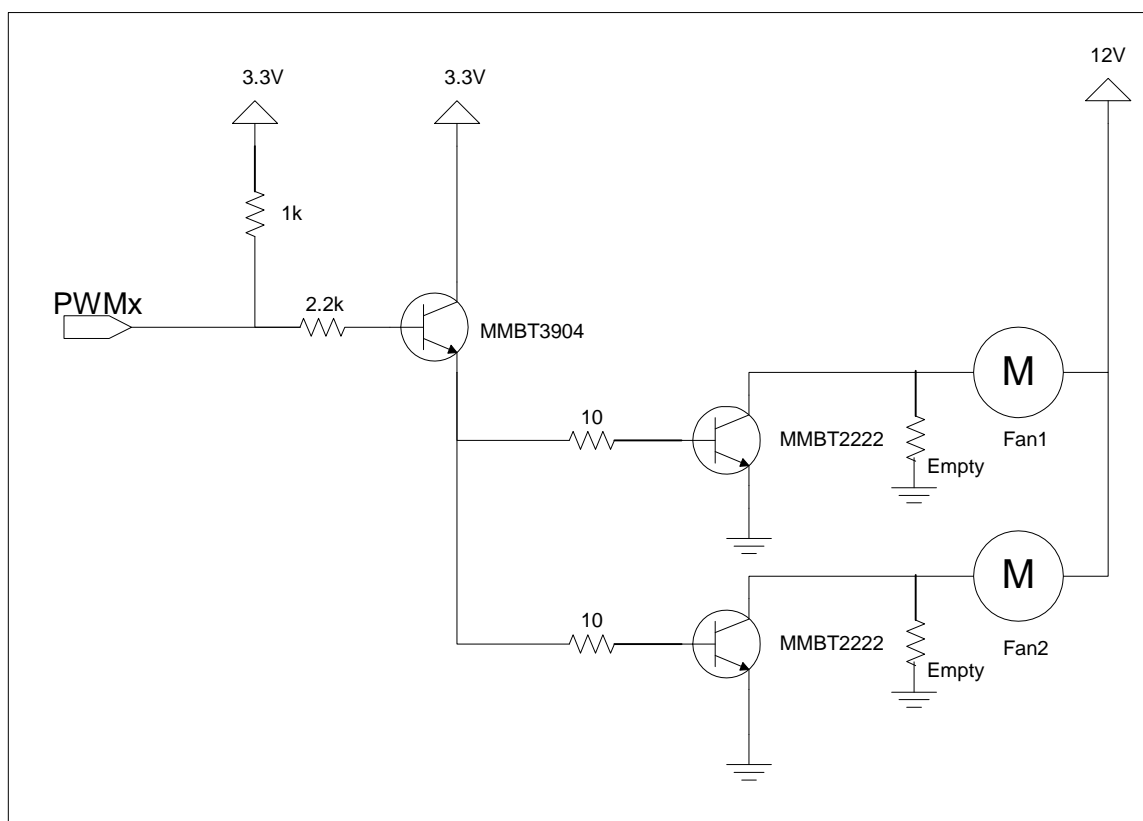 12V
3.3V
3.3V
1k
PWMx
2.2k
MMBT3904
10
MMBT2222
M
Fan1
Empty
10
MMBT2222
M
Fan2
Empty